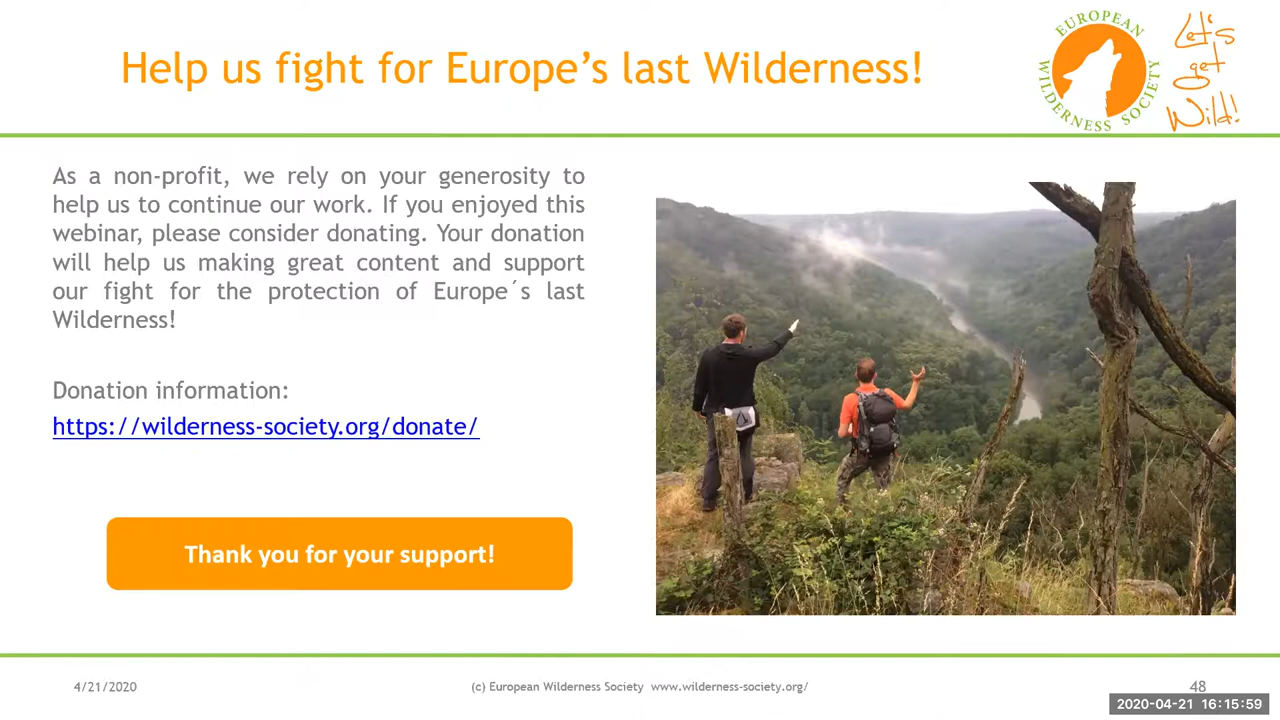 Help us fight for Europe's last Wilderness!
EUROPEAN
WILDERNESS SOCIETY
Let's
get
Wild!
As a non-profit, we rely on your generosity to
help us to continue our work. If you enjoyed this
webinar, please consider donating. Your donation
will help us making great content and support
our fight for the protection of Europe´s last
Wilderness!
Donation information:
https://wilderness-society.org/donate/
Thank you for your support!
4/21/2020
(c) European Wilderness Society www.wilderness-society.org/
48
2020-04-21 16:15:59